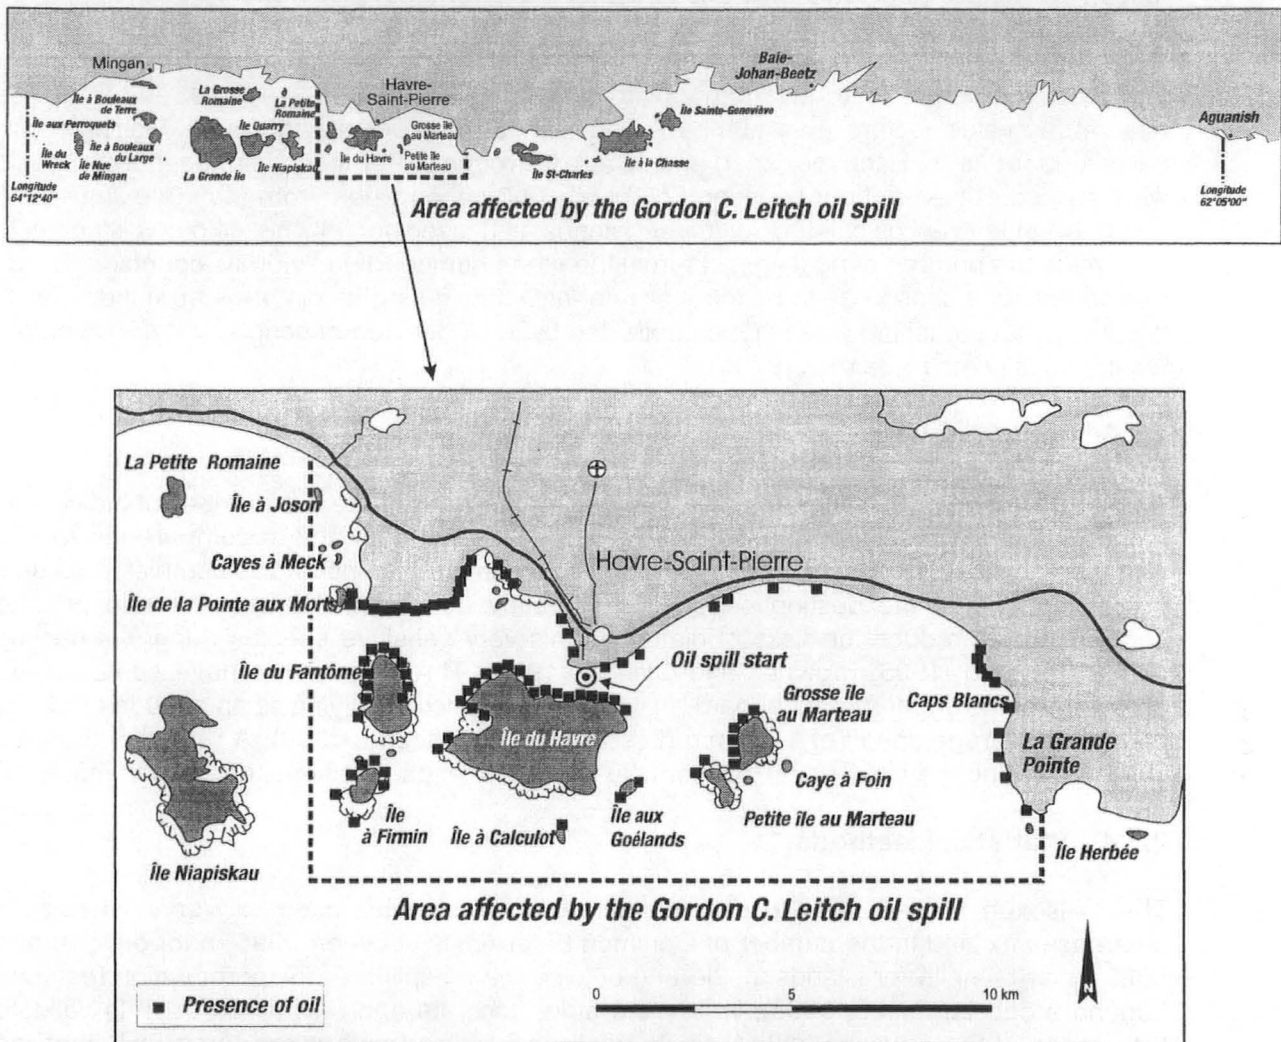 Mingan
Île à Bouleaux
de Terre
Île aux Perroquets
Île du
Wreck
Île Nue
de Mingan
Île à Bouleaux
du Large
Longitude
64°12'40"
La Grosse
Romaine
La Petite
Romaine
Île Quarry
La Grande Île
Île Niapiskau
Havre-
Saint-Pierre
Île du Havre
Grosse île
au Marteau
Petite île
au Marteau
Baie-
Johan-Beetz
Île Sainte-Geneviève
Île à la Chasse
Île St-Charles
Aguanish
Longitude
62°05'00"
Area affected by the Gordon C. Leitch oil spill
La Petite Romaine
Île à Joson
Cayes à Meck
Île de la Pointe aux Morts
Havre-Saint-Pierre
Oil spill start
Île du Fantôme
Île du Havre
Grosse île
au Marteau
Caps Blancs
La Grande
Pointe
Caye à Foin
Île
à Firmin
Île à Calculot
Île aux
Goélands
Petite île au Marteau
Île Herbée
Île Niapiskau
Area affected by the Gordon C. Leitch oil spill
Presence of oil
0 5 10 km
N